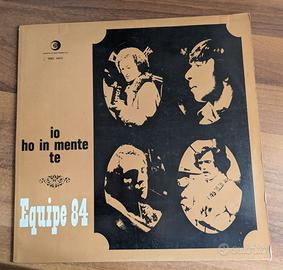 io
ho in mente
te
Equipe 84